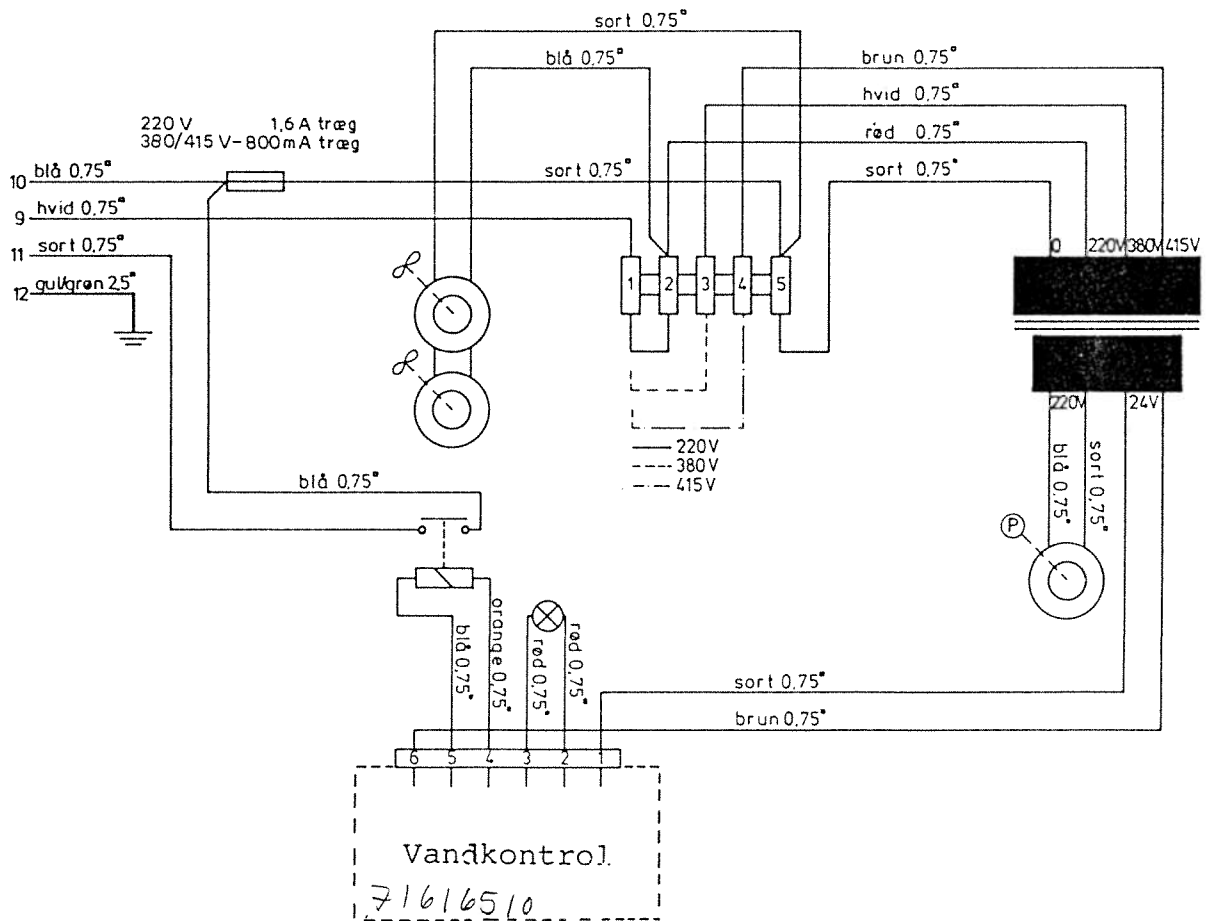 sort 0,75▫
blå 0,75▫
brun 0,75▫
hvid 0,75▫
220 V 1,6 A træg
380/415 V-800mA træg
rød 0,75▫
10 blå 0,75▫
sort 0,75▫
sort 0,75▫
9 hvid 0,75▫
11 sort 0,75▫
12 gul/grøn 2,5▫
0 220V 380V 415V
1 2 3 4 5
220V 24V
220V
380V
415V
blå 0,75▫
blå 0,75▫
sort 0,75▫
P
blå 0,75▫
orange 0,75▫
rød 0,75▫
rød 0,75▫
sort 0,75▫
brun 0,75▫
6 5 4 3 2 1
Vandkontrol
71616510